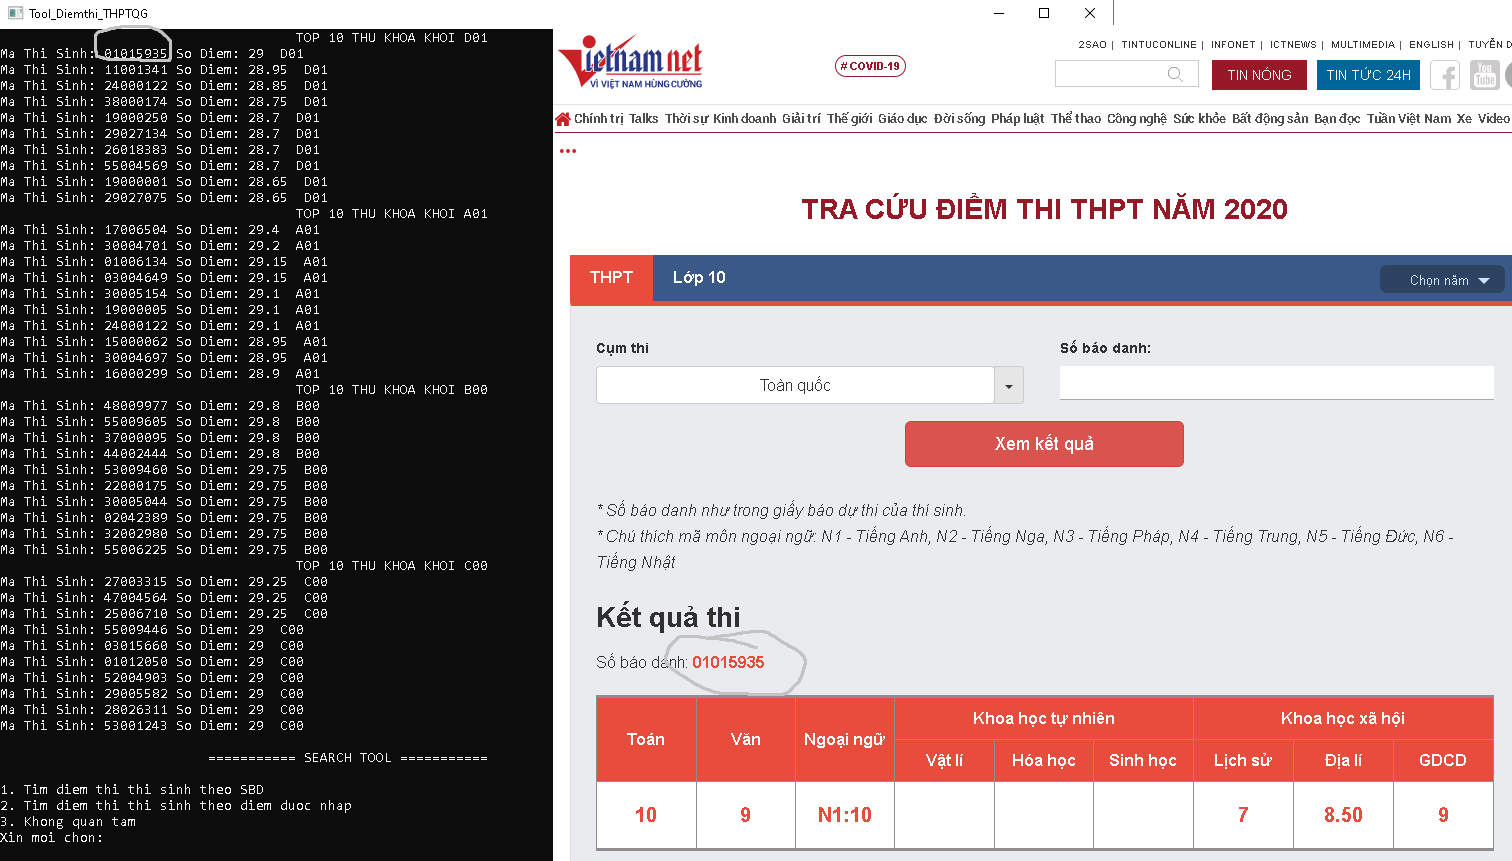 Tool_Diemthi_THPTQG
TOP 10 THU KHOA KHOI D01
Ma Thi Sinh: 01015935 So Diem: 29  D01
Ma Thi Sinh: 11001341 So Diem: 28.95  D01
Ma Thi Sinh: 24000122 So Diem: 28.85  D01
Ma Thi Sinh: 38000174 So Diem: 28.75  D01
Ma Thi Sinh: 19000250 So Diem: 28.7  D01
Ma Thi Sinh: 29027134 So Diem: 28.7  D01
Ma Thi Sinh: 26018383 So Diem: 28.7  D01
Ma Thi Sinh: 55004569 So Diem: 28.7  D01
Ma Thi Sinh: 19000001 So Diem: 28.65  D01
Ma Thi Sinh: 29027075 So Diem: 28.65  D01
TOP 10 THU KHOA KHOI A01
Ma Thi Sinh: 17006504 So Diem: 29.4  A01
Ma Thi Sinh: 30004701 So Diem: 29.2  A01
Ma Thi Sinh: 01006134 So Diem: 29.15  A01
Ma Thi Sinh: 03004649 So Diem: 29.15  A01
Ma Thi Sinh: 30005154 So Diem: 29.1  A01
Ma Thi Sinh: 19000005 So Diem: 29.1  A01
Ma Thi Sinh: 24000122 So Diem: 29.1  A01
Ma Thi Sinh: 15000062 So Diem: 28.95  A01
Ma Thi Sinh: 30004697 So Diem: 28.95  A01
Ma Thi Sinh: 16000299 So Diem: 28.9  A01
TOP 10 THU KHOA KHOI B00
Ma Thi Sinh: 48009977 So Diem: 29.8  B00
Ma Thi Sinh: 55009605 So Diem: 29.8  B00
Ma Thi Sinh: 37000095 So Diem: 29.8  B00
Ma Thi Sinh: 44002444 So Diem: 29.8  B00
Ma Thi Sinh: 53009460 So Diem: 29.75  B00
Ma Thi Sinh: 22000175 So Diem: 29.75  B00
Ma Thi Sinh: 30005044 So Diem: 29.75  B00
Ma Thi Sinh: 02042389 So Diem: 29.75  B00
Ma Thi Sinh: 32002980 So Diem: 29.75  B00
Ma Thi Sinh: 55006225 So Diem: 29.75  B00
TOP 10 THU KHOA KHOI C00
Ma Thi Sinh: 27003315 So Diem: 29.25  C00
Ma Thi Sinh: 47004564 So Diem: 29.25  C00
Ma Thi Sinh: 25006710 So Diem: 29.25  C00
Ma Thi Sinh: 55009446 So Diem: 29  C00
Ma Thi Sinh: 03015660 So Diem: 29  C00
Ma Thi Sinh: 01012050 So Diem: 29  C00
Ma Thi Sinh: 52004903 So Diem: 29  C00
Ma Thi Sinh: 29005582 So Diem: 29  C00
Ma Thi Sinh: 28026311 So Diem: 29  C00
Ma Thi Sinh: 53001243 So Diem: 29  C00
=========== SEARCH TOOL ===========
1. Tim diem thi thi sinh theo SBD
2. Tim diem thi thi sinh theo diem duoc nhap
3. Khong quan tam
Xin moi chon:
Vietnam net
VÌ VIỆT NAM HÙNG CƯỜNG
#COVID-19
2SAO | TINTUCONLINE | INFONET | ICTNEWS | MULTIMEDIA | ENGLISH | TUYỂN D
TIN NÓNG TIN TỨC 24H You Tube
Chính trị Talks Thời sự Kinh doanh Giải trí Thế giới Giáo dục Đời sống Pháp luật Thể thao Công nghệ Sức khỏe Bất động sản Bạn đọc Tuần Việt Nam Xe Video
TRA CỨU ĐIỂM THI THPT NĂM 2020
THPT Lớp 10 Chọn năm
Cụm thi Số báo danh:
Toàn quốc
Xem kết quả
* Số báo danh như trong giấy báo dự thi của thí sinh.
* Chú thích mã môn ngoại ngữ: N1 - Tiếng Anh, N2 - Tiếng Nga, N3 - Tiếng Pháp, N4 - Tiếng Trung, N5 - Tiếng Đức, N6 -
Tiếng Nhật
Kết quả thi
Số báo danh: 01015935
Toán Văn Ngoại ngữ Khoa học tự nhiên Khoa học xã hội
Vật lí Hóa học Sinh học Lịch sử Địa lí GDCD
10 9 N1:10 7 8.50 9